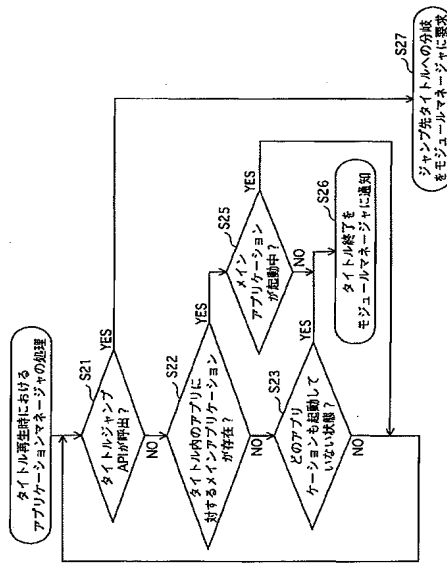 タイトル再生時における
アプリケーションマネージャの処理
S21
タイトルジャンプ
APIが呼出?
YES
NO
S22
タイトル内のアプリに
対するメインアプリケーション
が存在?
YES
NO
S23
どのアプリ
ケーションも起動して
いない状態?
YES
NO
S25
メイン
アプリケーション
が起動中?
YES
NO
S26
タイトル終了を
モジュールマネージャに通知
S27
ジャンプ先タイトルへの分岐
をモジュールマネージャに要求